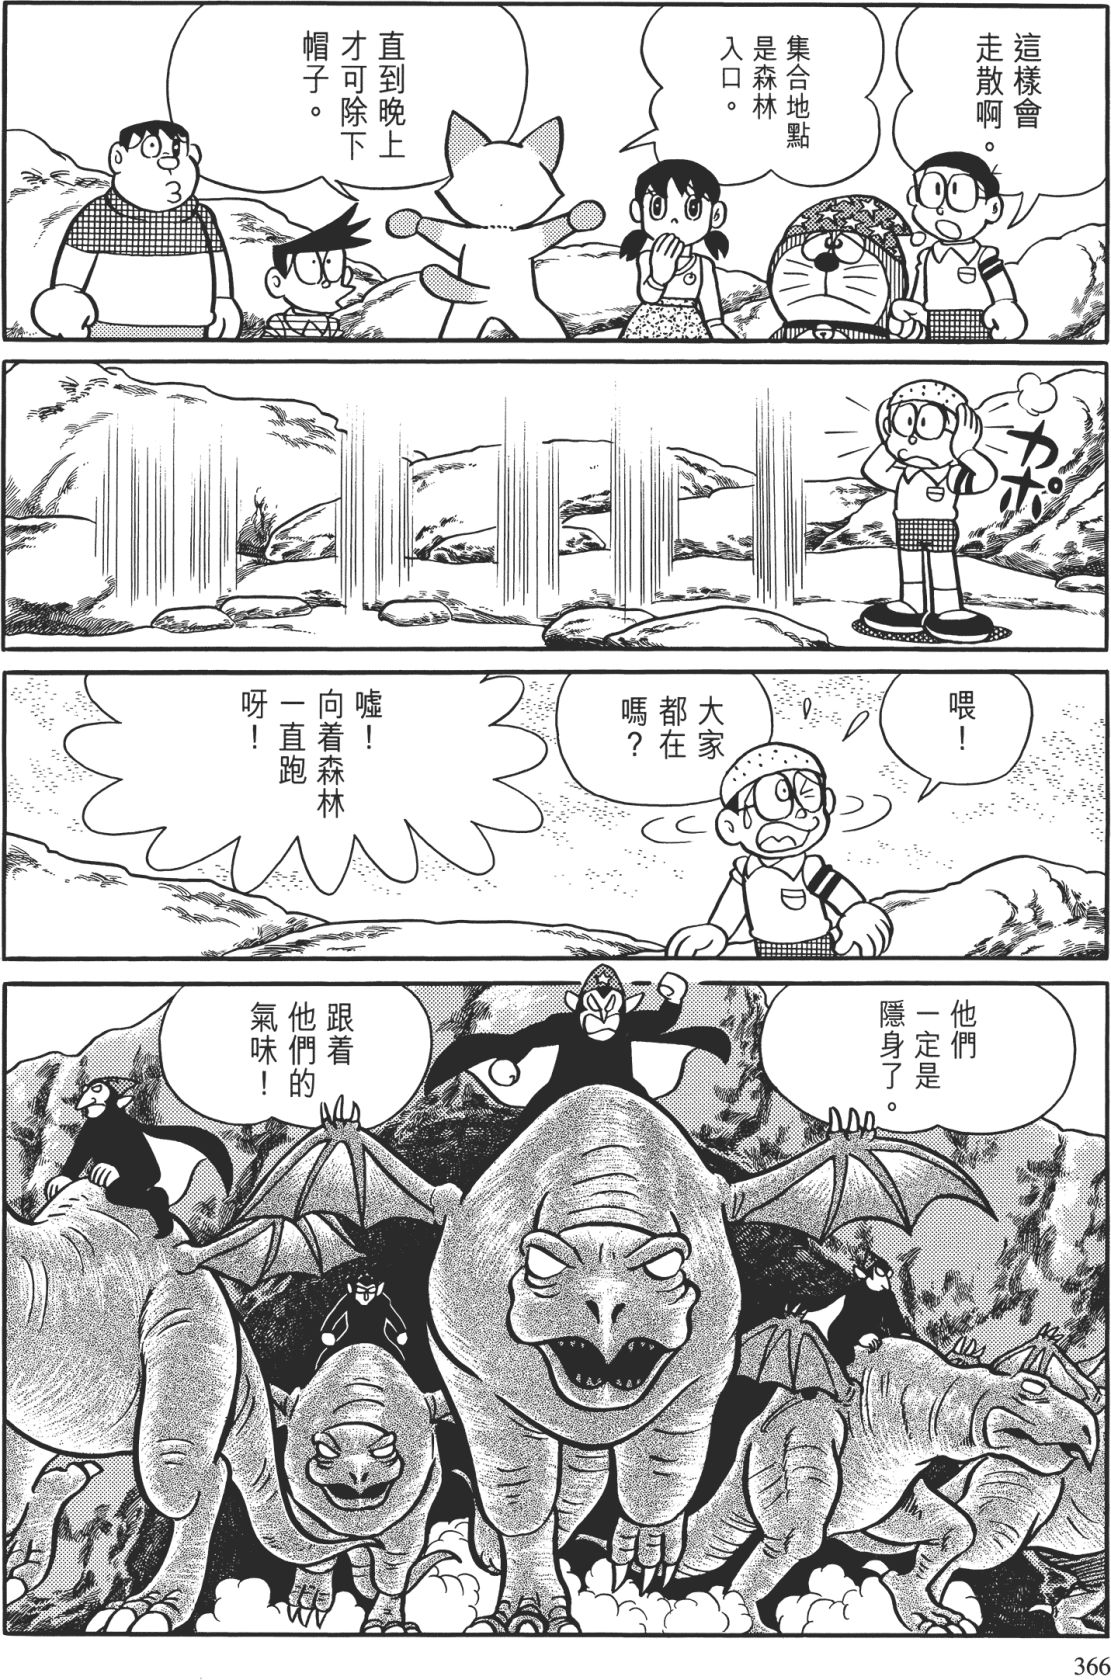 這樣會
走散啊。
集合地點
是森林
入口。
直到晚上
才可除下
帽子。
カポ
喂！
大家
都在
嗎？
噓！
向着森林
一直跑
呀！
他們
一定是
隱身了。
跟着
他們的
氣味！
366